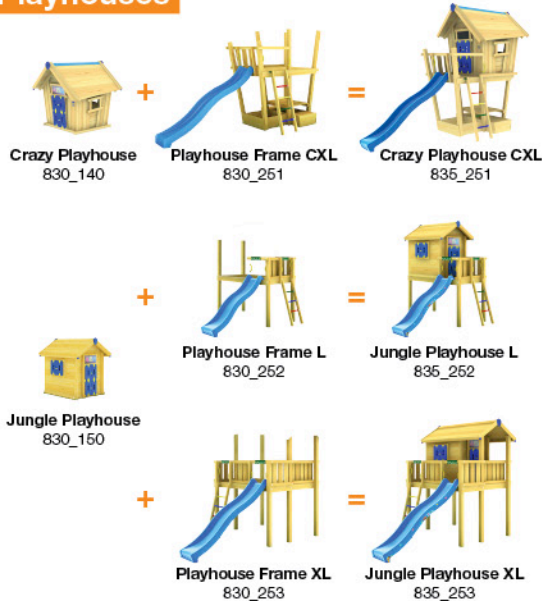 Playhouses
+ =
Crazy Playhouse Playhouse Frame CXL Crazy Playhouse CXL
830_140 830_251 835_251
+ =
Playhouse Frame L Jungle Playhouse L
830_252 835_252
Jungle Playhouse
830_150
+ =
Playhouse Frame XL Jungle Playhouse XL
830_253 835_253